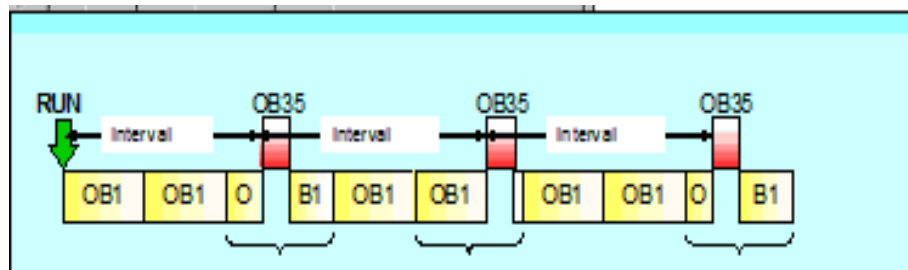 RUN OB35 OB35 OB35
Interval Interval Interval
OB1 OB1 O B1 OB1 OB1 OB1 OB1 O B1